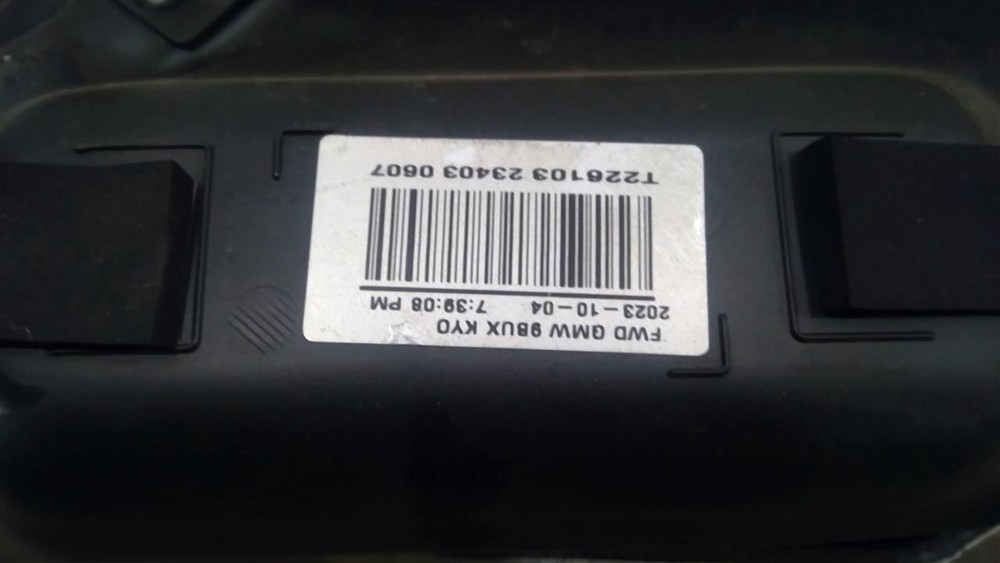 FWD GMW 98UX KYO
2023-10-04 7:39:08 PM
T226103 23403 0607